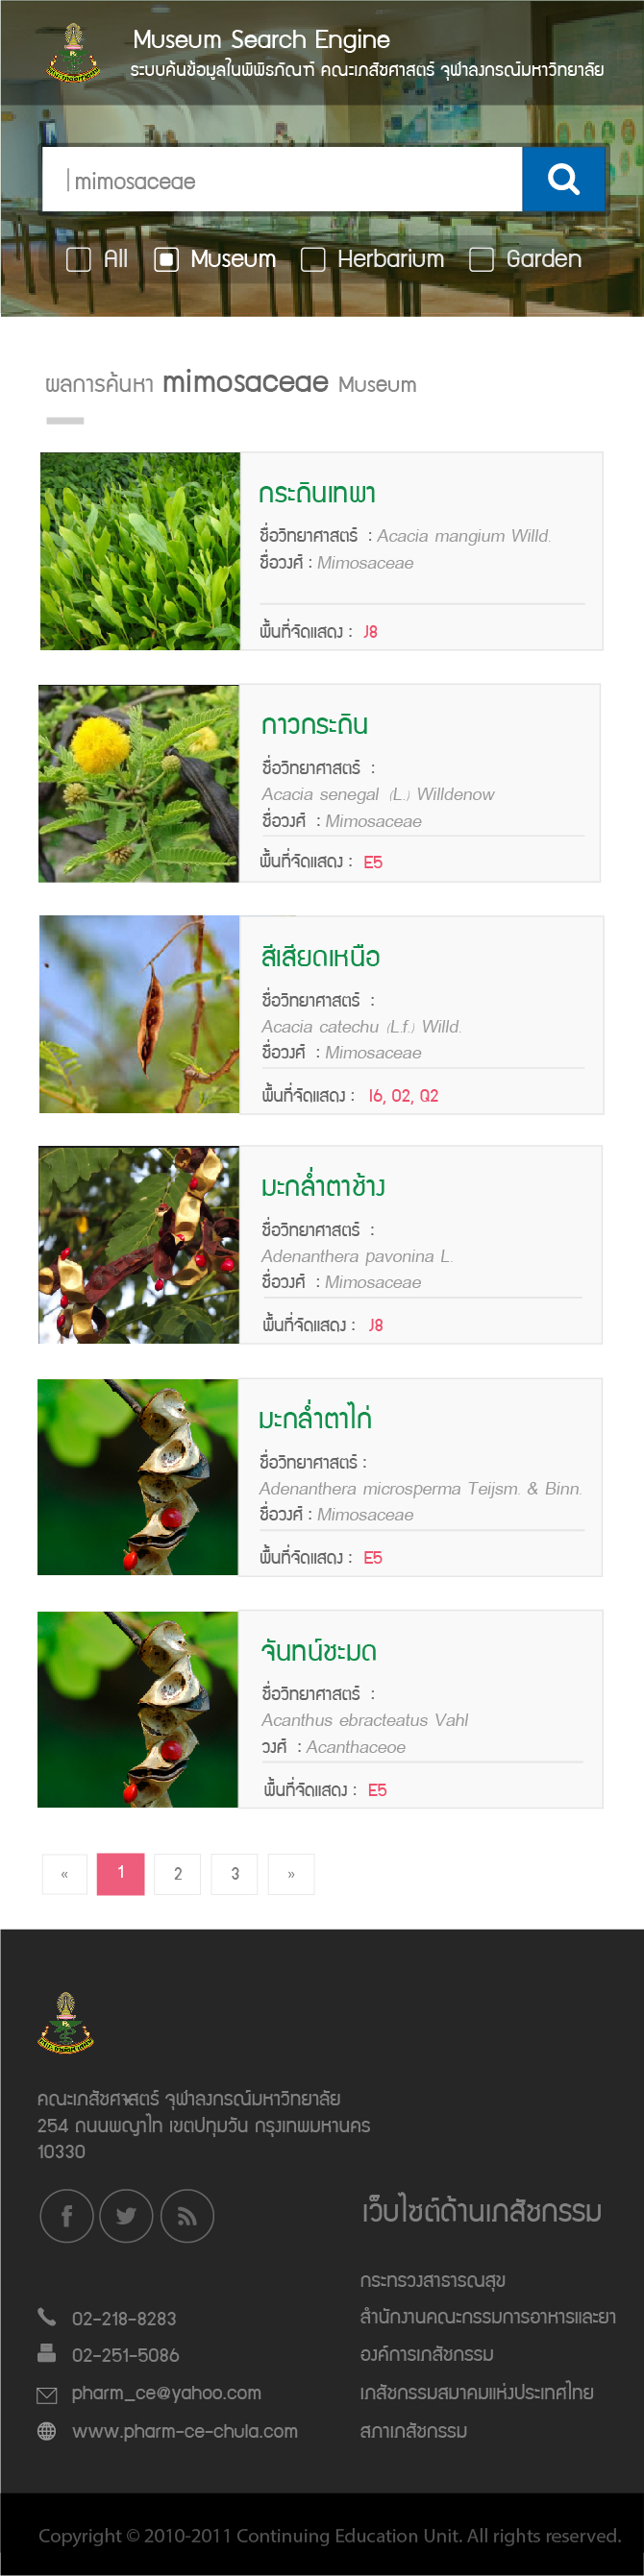 Museum Search Engine
ระบบค้นข้อมูลในพิพิธภัณฑ์ คณะเภสัชศาสตร์ จุฬาลงกรณ์มหาวิทยาลัย
mimosaceae
All Museum Herbarium Garden
ผลการค้นหา mimosaceae Museum
กระถินเทพา
ชื่อวิทยาศาสตร์ : Acacia mangium Willd.
ชื่อวงศ์ : Mimosaceae
พื้นที่จัดแสดง : J8
กาวกระถิน
ชื่อวิทยาศาสตร์ :
Acacia senegal (L.) Willdenow
ชื่อวงศ์ : Mimosaceae
พื้นที่จัดแสดง : E5
สีเสียดเหนือ
ชื่อวิทยาศาสตร์ :
Acacia catechu (L.f.) Willd.
ชื่อวงศ์ : Mimosaceae
พื้นที่จัดแสดง : I6, O2, Q2
มะกล่ำตาช้าง
ชื่อวิทยาศาสตร์ :
Adenanthera pavonina L.
ชื่อวงศ์ : Mimosaceae
พื้นที่จัดแสดง : J8
มะกล่ำตาไก่
ชื่อวิทยาศาสตร์ :
Adenanthera microsperma Teijsm. & Binn.
ชื่อวงศ์ : Mimosaceae
พื้นที่จัดแสดง : E5
จันทน์ชะมด
ชื่อวิทยาศาสตร์ :
Acanthus ebracteatus Vahl
วงศ์ : Acanthaceoe
พื้นที่จัดแสดง : E5
« 1 2 3 »
คณะเภสัชศาสตร์ จุฬาลงกรณ์มหาวิทยาลัย
254 ถนนพญาไท เขตปทุมวัน กรุงเทพมหานคร
10330
เว็บไซต์ด้านเภสัชกรรม
กระทรวงสาธารณสุข
สำนักงานคณะกรรมการอาหารและยา
องค์การเภสัชกรรม
เภสัชกรรมสมาคมแห่งประเทศไทย
สภาเภสัชกรรม
02-218-8283
02-251-5086
pharm_ce@yahoo.com
www.pharm-ce-chula.com
Copyright © 2010-2011 Continuing Education Unit. All rights reserved.